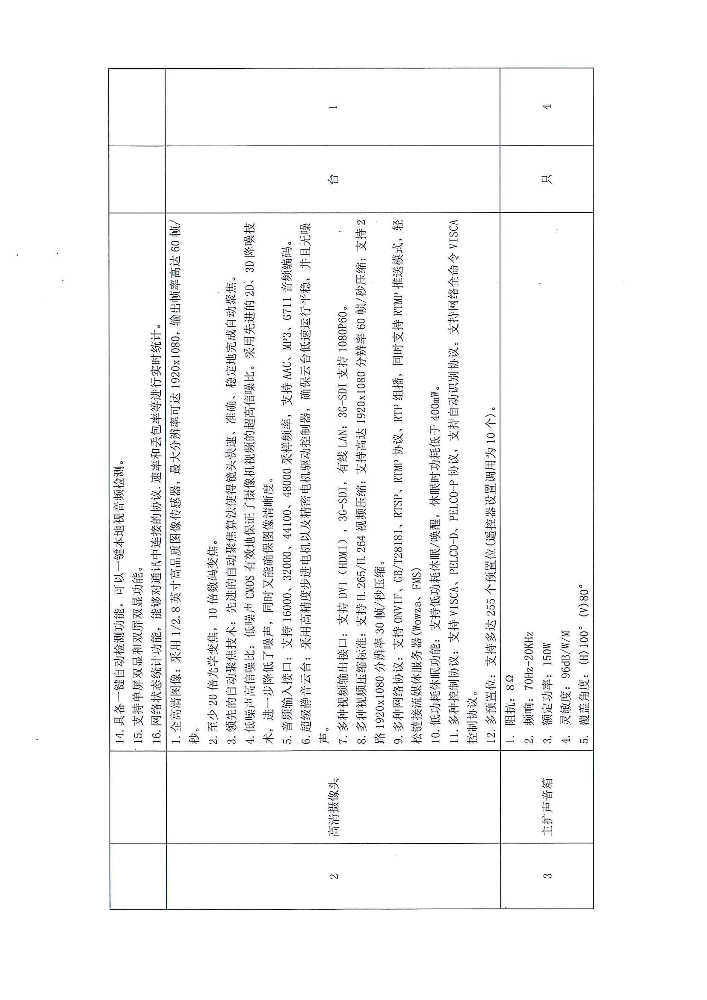 14.具备一键自动检测功能，可以一键本地视音频检测。
15.支持单屏双显和双屏双显功能。
16.网络状态统计功能，能够对通讯中连接的协议.速率和丢包率等进行实时统计。
2
高清摄像头
1.全高清图像：采用 1/2.8 英寸高品质图像传感器，最大分辨率可达 1920x1080，输出帧率高达 60 帧/
秒。
2.至少 20 倍光学变焦，10 倍数码变焦。
3.领先的自动聚焦技术：先进的自动聚焦算法使得镜头快速、准确、稳定地完成自动聚焦。
4.低噪声高信噪比：低噪声 CMOS 有效地保证了摄像机视频的超高信噪比。采用先进的 2D、3D 降噪技
术，进一步降低了噪声，同时又能确保图像清晰度。
5.音频输入接口：支持 16000、32000、44100、48000 采样频率，支持 AAC、MP3、G711 音频编码。
6.超级静音云台：采用高精度步进电机以及精密电机驱动控制器，确保云台低速运行平稳，并且无噪
声。
7.多种视频输出接口：支持 DVI（HDMI），3G-SDI，有线 LAN；3G-SDI 支持 1080P60。
8.多种视频压缩标准：支持 H.265/H.264 视频压缩；支持高达 1920x1080 分辨率 60 帧/秒压缩；支持 2
路 1920x1080 分辨率 30 帧/秒压缩。
9.多种网络协议：支持 ONVIF、GB/T28181、RTSP、RTMP 协议、RTP 组播，同时支持 RTMP 推送模式，轻
松链接流媒体服务器(Wowza、FMS)
10.低功耗休眠功能：支持低功耗休眠/唤醒，休眠时功耗低于 400mW。
11.多种控制协议：支持 VISCA、PELCO-D、PELCO-P 协议，支持自动识别协议。支持网络全命令 VISCA
控制协议。
12.多预置位：支持多达 255 个预置位(遥控器设置调用为 10 个)。
台
1
3
主扩声音箱
1. 阻抗：8Ω
2. 频响：70Hz-20KHz
3. 额定功率：150W
4. 灵敏度：96dB/W/M
5. 覆盖角度：(H)100° (V)80°
只
4